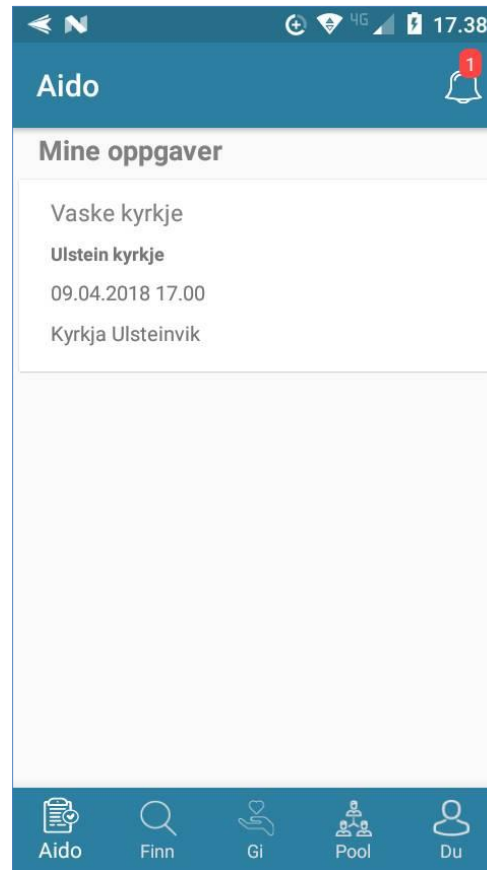 4G 17.38
Aido
1
Mine oppgaver
Vaske kyrkje
Ulstein kyrkje
09.04.2018 17.00
Kyrkja Ulsteinvik
Aido Finn Gi Pool Du